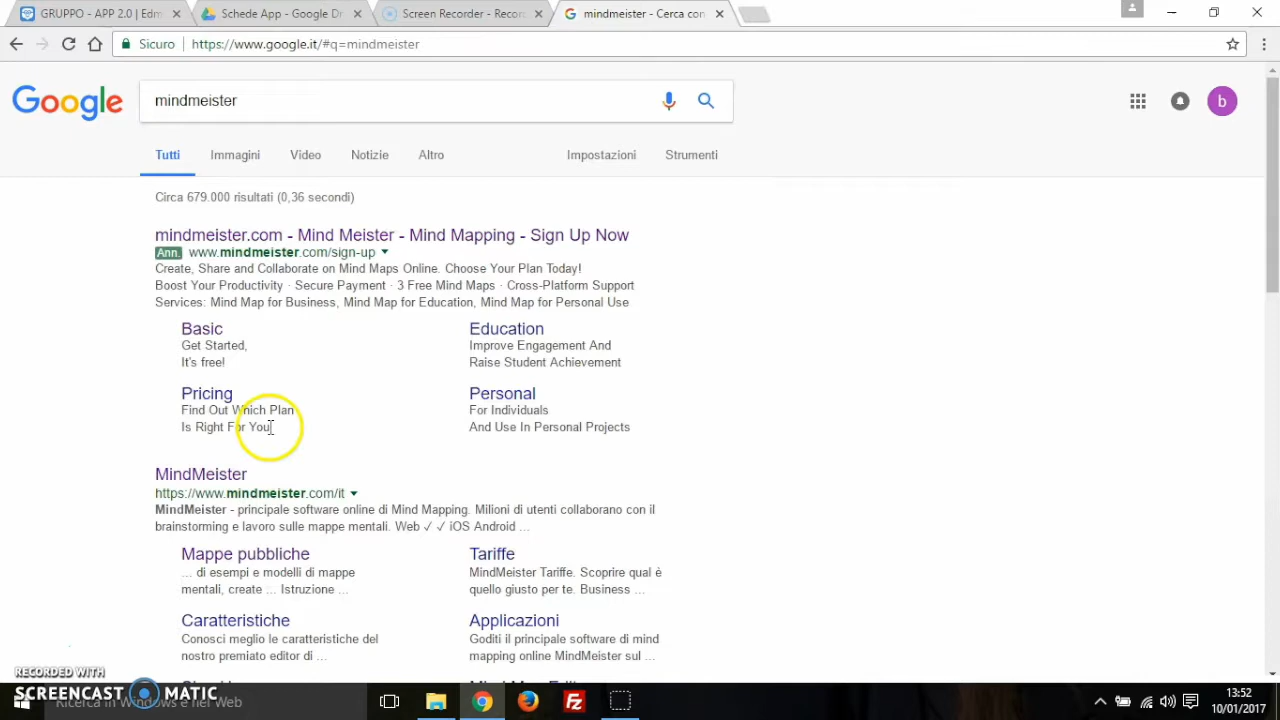 GRUPPO - APP 2.0 | Edm
Schede App - Google Dr
Screen Recorder - Recor
mindmeister - Cerca con
Sicuro https://www.google.it/#q=mindmeister
Google
mindmeister
b
Tutti Immagini Video Notizie Altro Impostazioni Strumenti
Circa 679.000 risultati (0,36 secondi)
mindmeister.com - Mind Meister - Mind Mapping - Sign Up Now
Ann. www.mindmeister.com/sign-up
Create, Share and Collaborate on Mind Maps Online. Choose Your Plan Today!
Boost Your Productivity · Secure Payment · 3 Free Mind Maps · Cross-Platform Support
Services: Mind Map for Business, Mind Map for Education, Mind Map for Personal Use
Basic
Get Started,
It's free!
Education
Improve Engagement And
Raise Student Achievement
Pricing
Find Out Which Plan
Is Right For You
Personal
For Individuals
And Use In Personal Projects
MindMeister
https://www.mindmeister.com/it
MindMeister - principale software online di Mind Mapping. Milioni di utenti collaborano con il
brainstorming e lavoro sulle mappe mentali. Web ✓ ✓ iOS Android ...
Mappe pubbliche
... di esempi e modelli di mappe
mentali, create ... Istruzione ...
Tariffe
MindMeister Tariffe. Scoprire qual è
quello giusto per te. Business ...
Caratteristiche
Conosci meglio le caratteristiche del
nostro premiato editor di ...
Applicazioni
Goditi il principale software di mind
mapping online MindMeister sul ...
RECORDED WITH
SCREENCAST MATIC
Ricerca in Windows e nel Web
Fz
13:52
10/01/2017